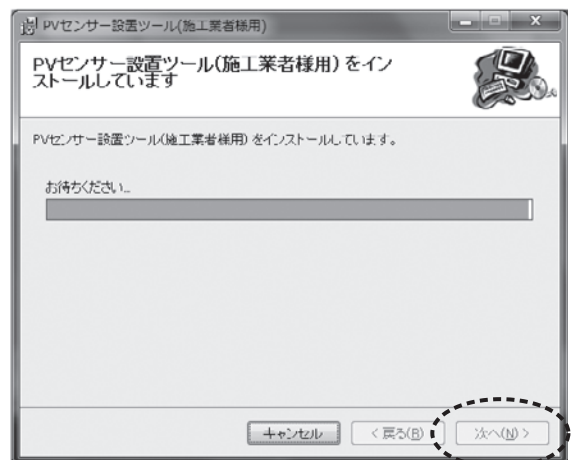 PVセンサー設置ツール(施工業者様用)
PVセンサー設置ツール(施工業者様用) をイン
ストールしています
PVセンサー設置ツール(施工業者様用) をインストールしています。
お待ちください...
キャンセル
< 戻る(B)
次へ(N) >